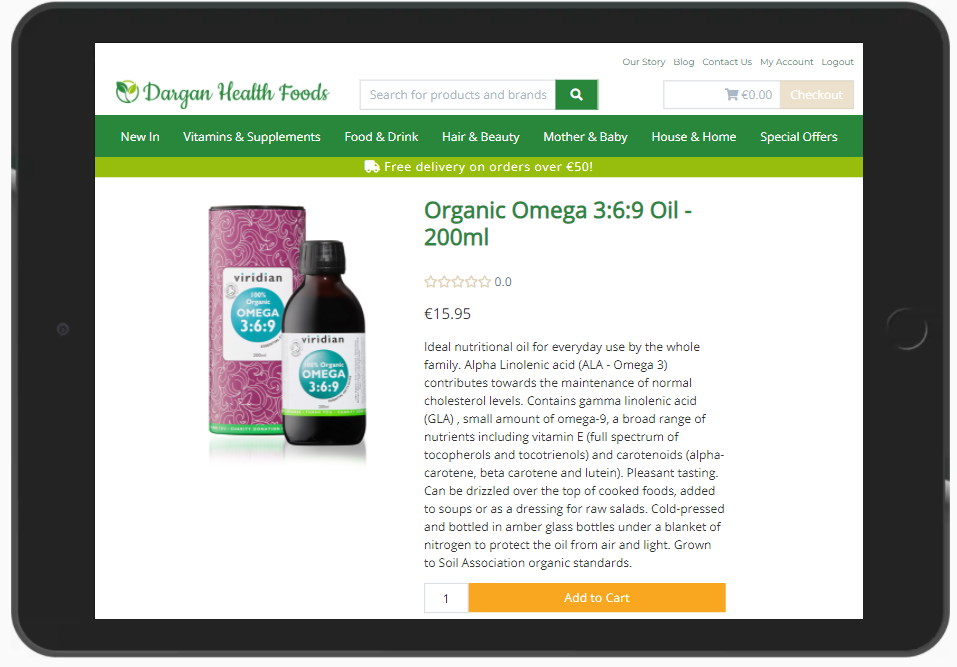 Our Story Blog Contact Us My Account Logout
Dargan Health Foods
Search for products and brands
€0.00 Checkout
New In Vitamins & Supplements Food & Drink Hair & Beauty Mother & Baby House & Home Special Offers
Free delivery on orders over €50!
Organic Omega 3:6:9 Oil -
200ml
0.0
€15.95
Ideal nutritional oil for everyday use by the whole
family. Alpha Linolenic acid (ALA - Omega 3)
contributes towards the maintenance of normal
cholesterol levels. Contains gamma linolenic acid
(GLA) , small amount of omega-9, a broad range of
nutrients including vitamin E (full spectrum of
tocopherols and tocotrienols) and carotenoids (alpha-
carotene, beta carotene and lutein). Pleasant tasting.
Can be drizzled over the top of cooked foods, added
to soups or as a dressing for raw salads. Cold-pressed
and bottled in amber glass bottles under a blanket of
nitrogen to protect the oil from air and light. Grown
to Soil Association organic standards.
1 Add to Cart
viridian
100%
Organic
OMEGA
3:6:9
200ml
viridian
100% Organic
OMEGA
3:6:9
200ml